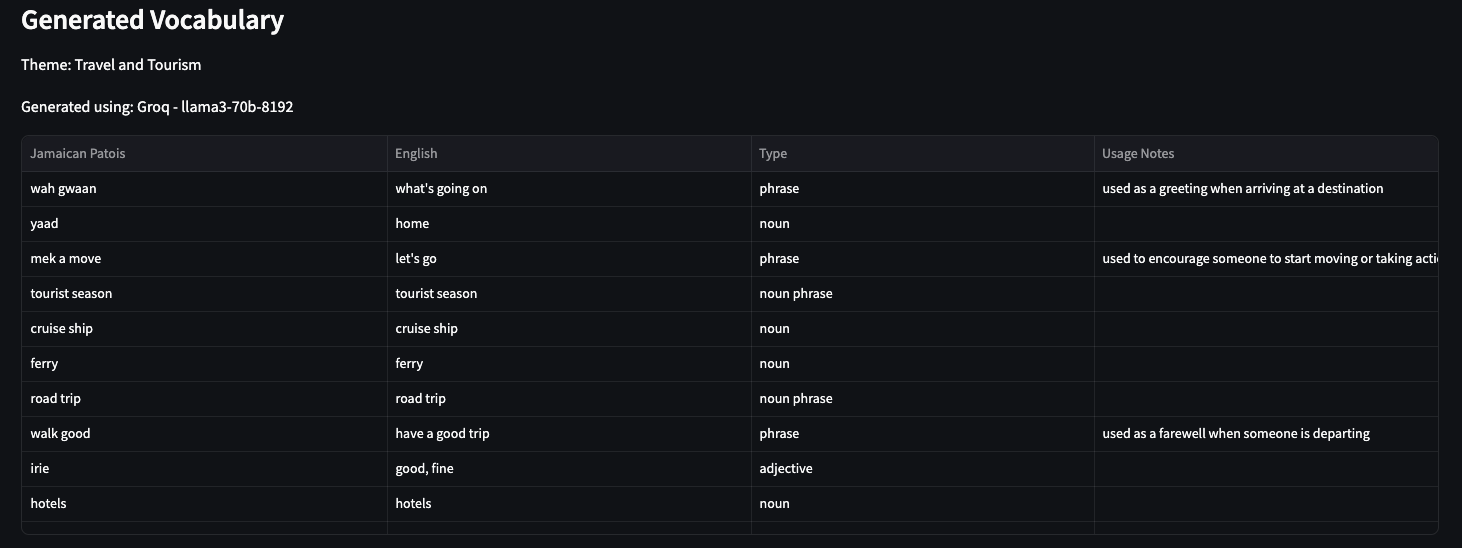 Generated Vocabulary
Theme: Travel and Tourism
Generated using: Groq - llama3-70b-8192
Jamaican Patois English Type Usage Notes
wah gwaan what's going on phrase used as a greeting when arriving at a destination
yaad home noun
mek a move let's go phrase used to encourage someone to start moving or taking acti
tourist season tourist season noun phrase
cruise ship cruise ship noun
ferry ferry noun
road trip road trip noun phrase
walk good have a good trip phrase used as a farewell when someone is departing
irie good, fine adjective
hotels hotels noun